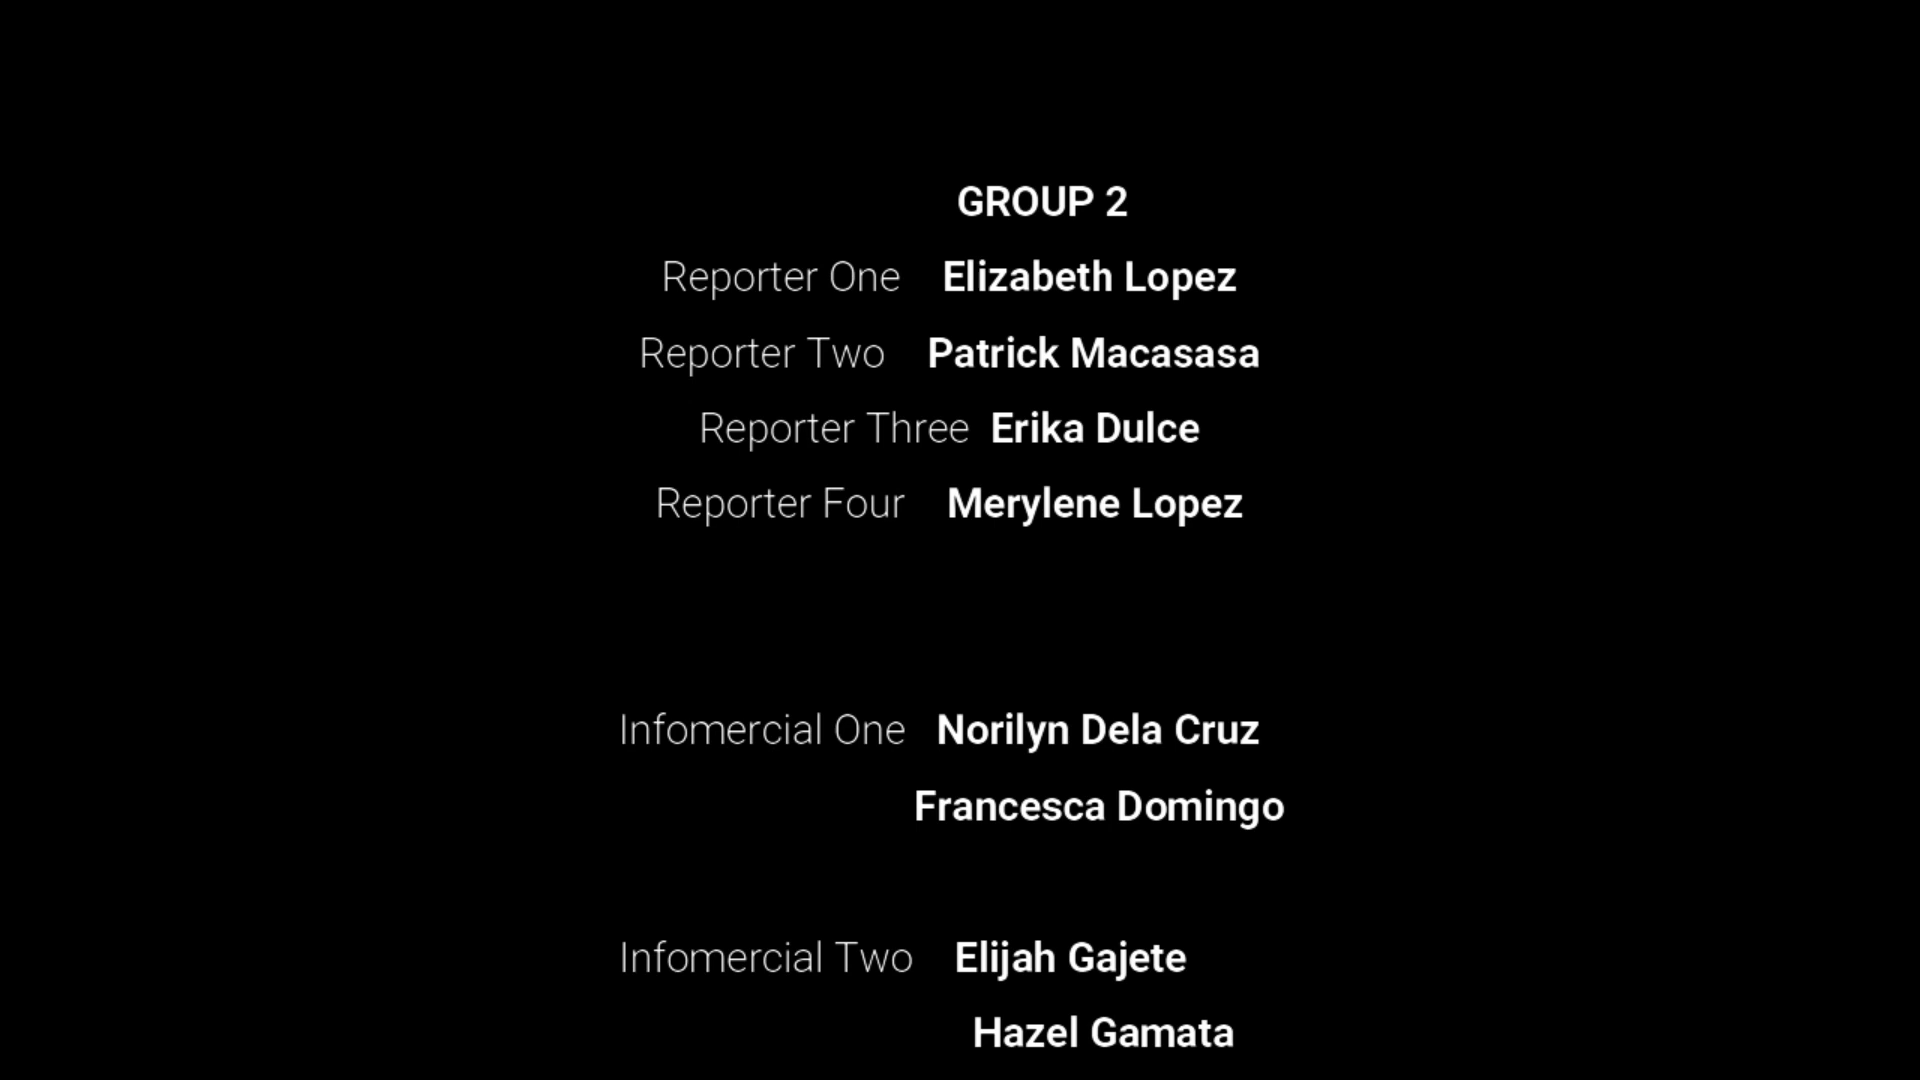 GROUP 2
Reporter One Elizabeth Lopez
Reporter Two Patrick Macasasa
Reporter Three Erika Dulce
Reporter Four Merylene Lopez
Infomercial One Norilyn Dela Cruz
Francesca Domingo
Infomercial Two Elijah Gajete
Hazel Gamata